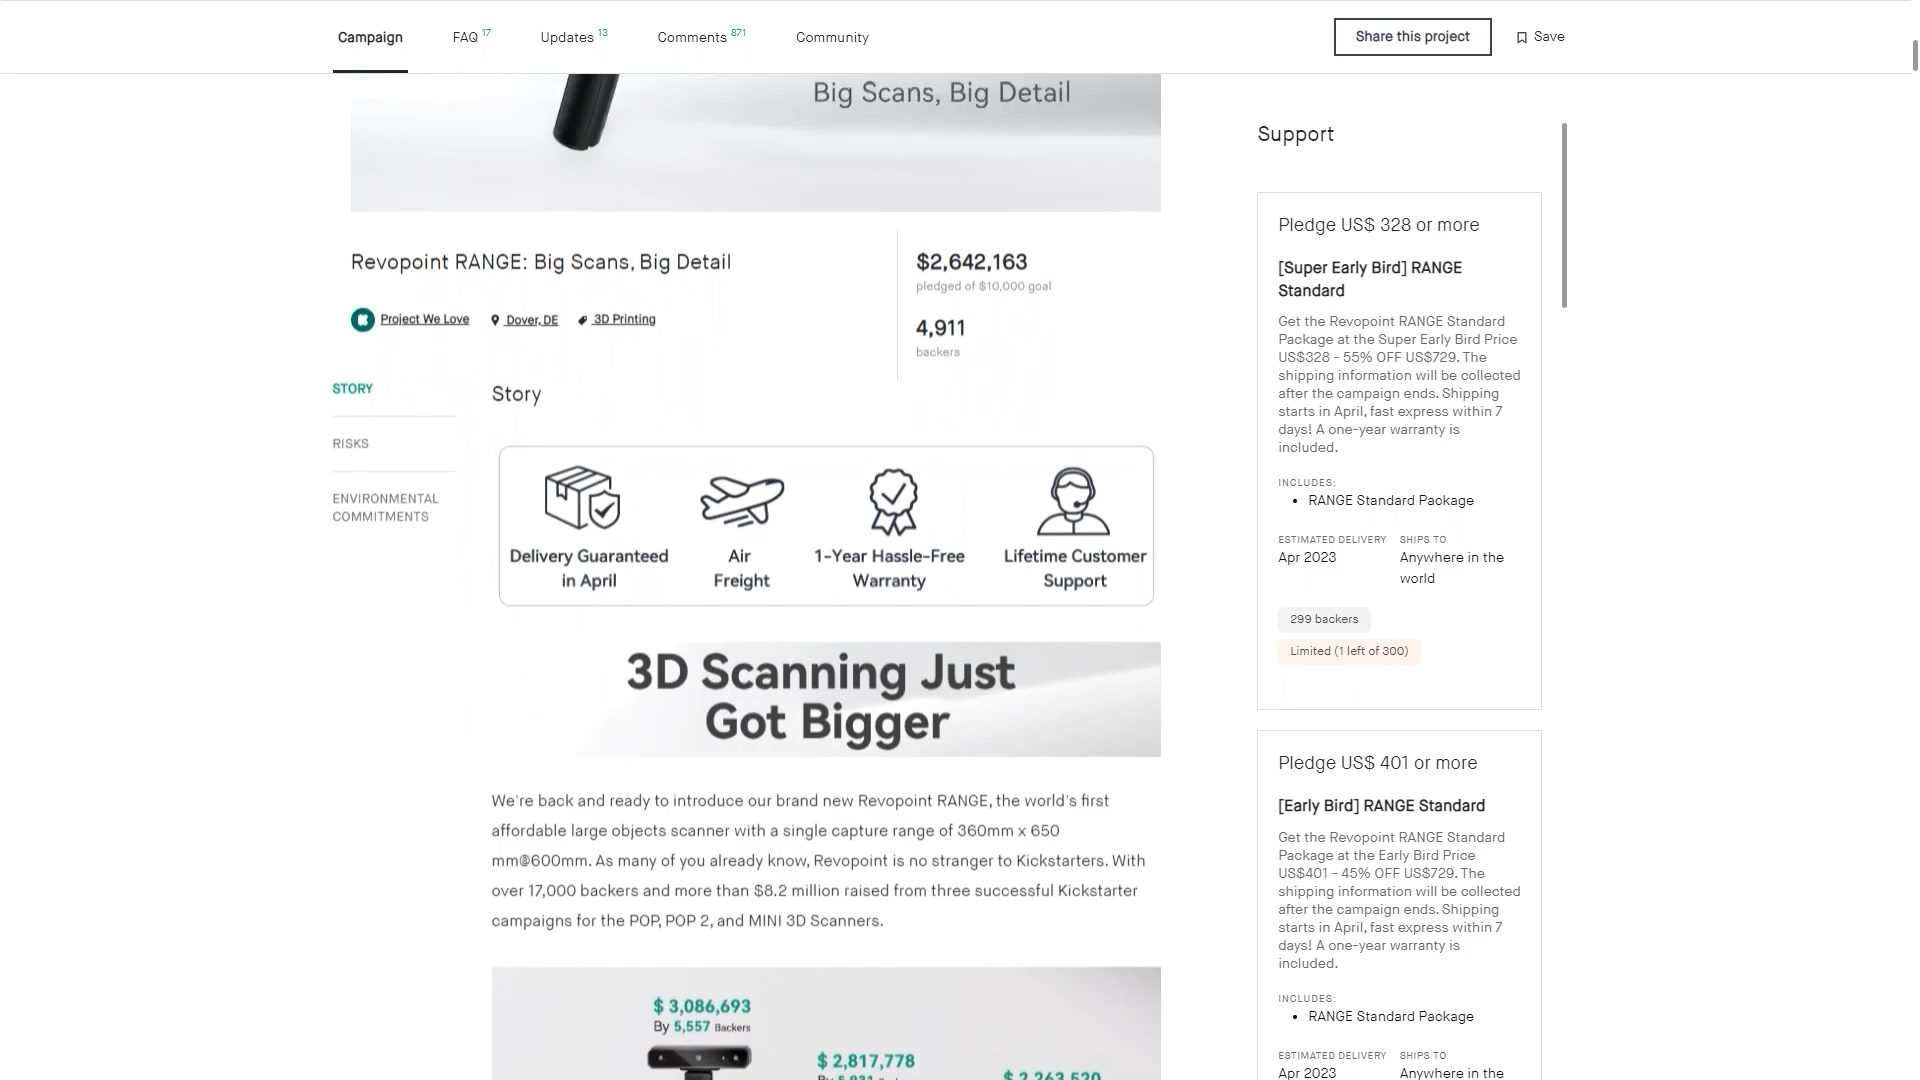 Campaign
FAQ 17
Updates 13
Comments 871
Community
Share this project
Save
Big Scans, Big Detail
Revopoint RANGE: Big Scans, Big Detail
Project We Love
Dover, DE
3D Printing
$2,642,163
pledged of $10,000 goal
4,911
backers
STORY
RISKS
ENVIRONMENTAL
COMMITMENTS
Story
Delivery Guaranteed
in April
Air
Freight
1-Year Hassle-Free
Warranty
Lifetime Customer
Support
3D Scanning Just
Got Bigger
We're back and ready to introduce our brand new Revopoint RANGE, the world's first
affordable large objects scanner with a single capture range of 360mm x 650
mm@600mm. As many of you already know, Revopoint is no stranger to Kickstarters. With
over 17,000 backers and more than $8.2 million raised from three successful Kickstarter
campaigns for the POP, POP 2, and MINI 3D Scanners.
$ 3,086,693
By 5,557 Backers
$ 2,817,778
$ 2,263,520
Support
Pledge US$ 328 or more
[Super Early Bird] RANGE
Standard
Get the Revopoint RANGE Standard
Package at the Super Early Bird Price
US$328 - 55% OFF US$729. The
shipping information will be collected
after the campaign ends. Shipping
starts in April, fast express within 7
days! A one-year warranty is
included.
INCLUDES:
• RANGE Standard Package
ESTIMATED DELIVERY
Apr 2023
SHIPS TO
Anywhere in the
world
299 backers
Limited (1 left of 300)
Pledge US$ 401 or more
[Early Bird] RANGE Standard
Get the Revopoint RANGE Standard
Package at the Early Bird Price
US$401 - 45% OFF US$729. The
shipping information will be collected
after the campaign ends. Shipping
starts in April, fast express within 7
days! A one-year warranty is
included.
INCLUDES:
• RANGE Standard Package
ESTIMATED DELIVERY
Apr 2023
SHIPS TO
Anywhere in the